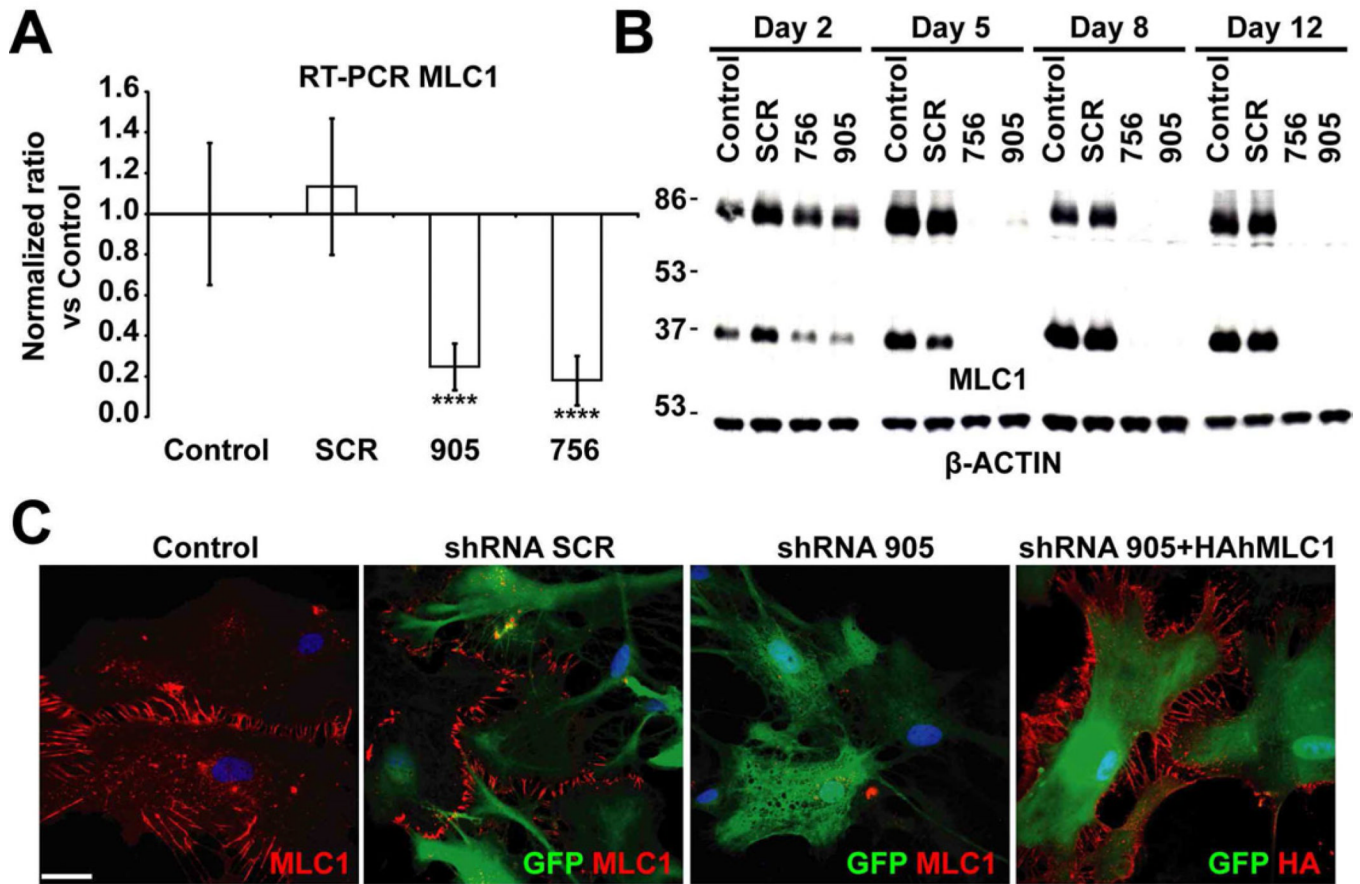 A
RT-PCR MLC1
Normalized ratio
vs Control
1.6
1.4
1.2
1.0
0.8
0.6
0.4
0.2
0.0
****
****
Control SCR 905 756
B
Day 2 Day 5 Day 8 Day 12
Control SCR 756 905 Control SCR 756 905 Control SCR 756 905 Control SCR 756 905
86-
53-
37-
MLC1
53-
β-ACTIN
C
Control shRNA SCR shRNA 905 shRNA 905+HAhMLC1
MLC1 GFP MLC1 GFP MLC1 GFP HA